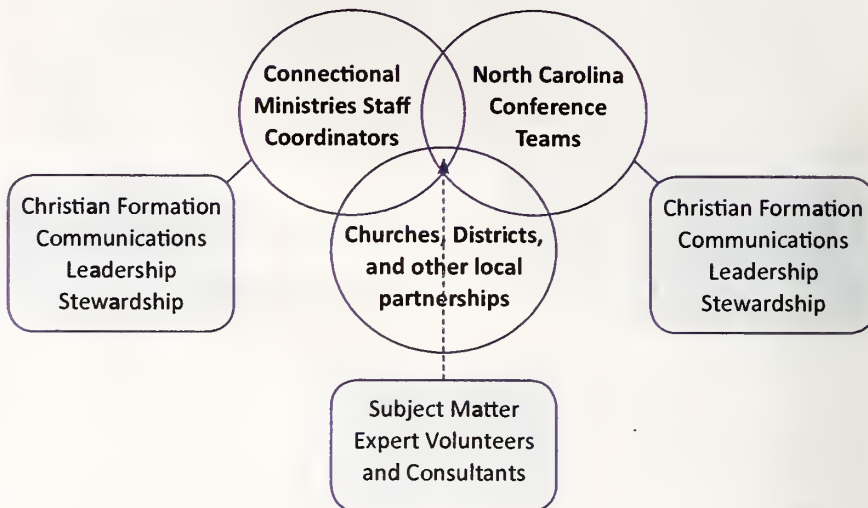 Connectional
Ministries Staff
Coordinators
North Carolina
Conference
Teams
Christian Formation
Communications
Leadership
Stewardship
Churches, Districts,
and other local
partnerships
Christian Formation
Communications
Leadership
Stewardship
Subject Matter
Expert Volunteers
and Consultants